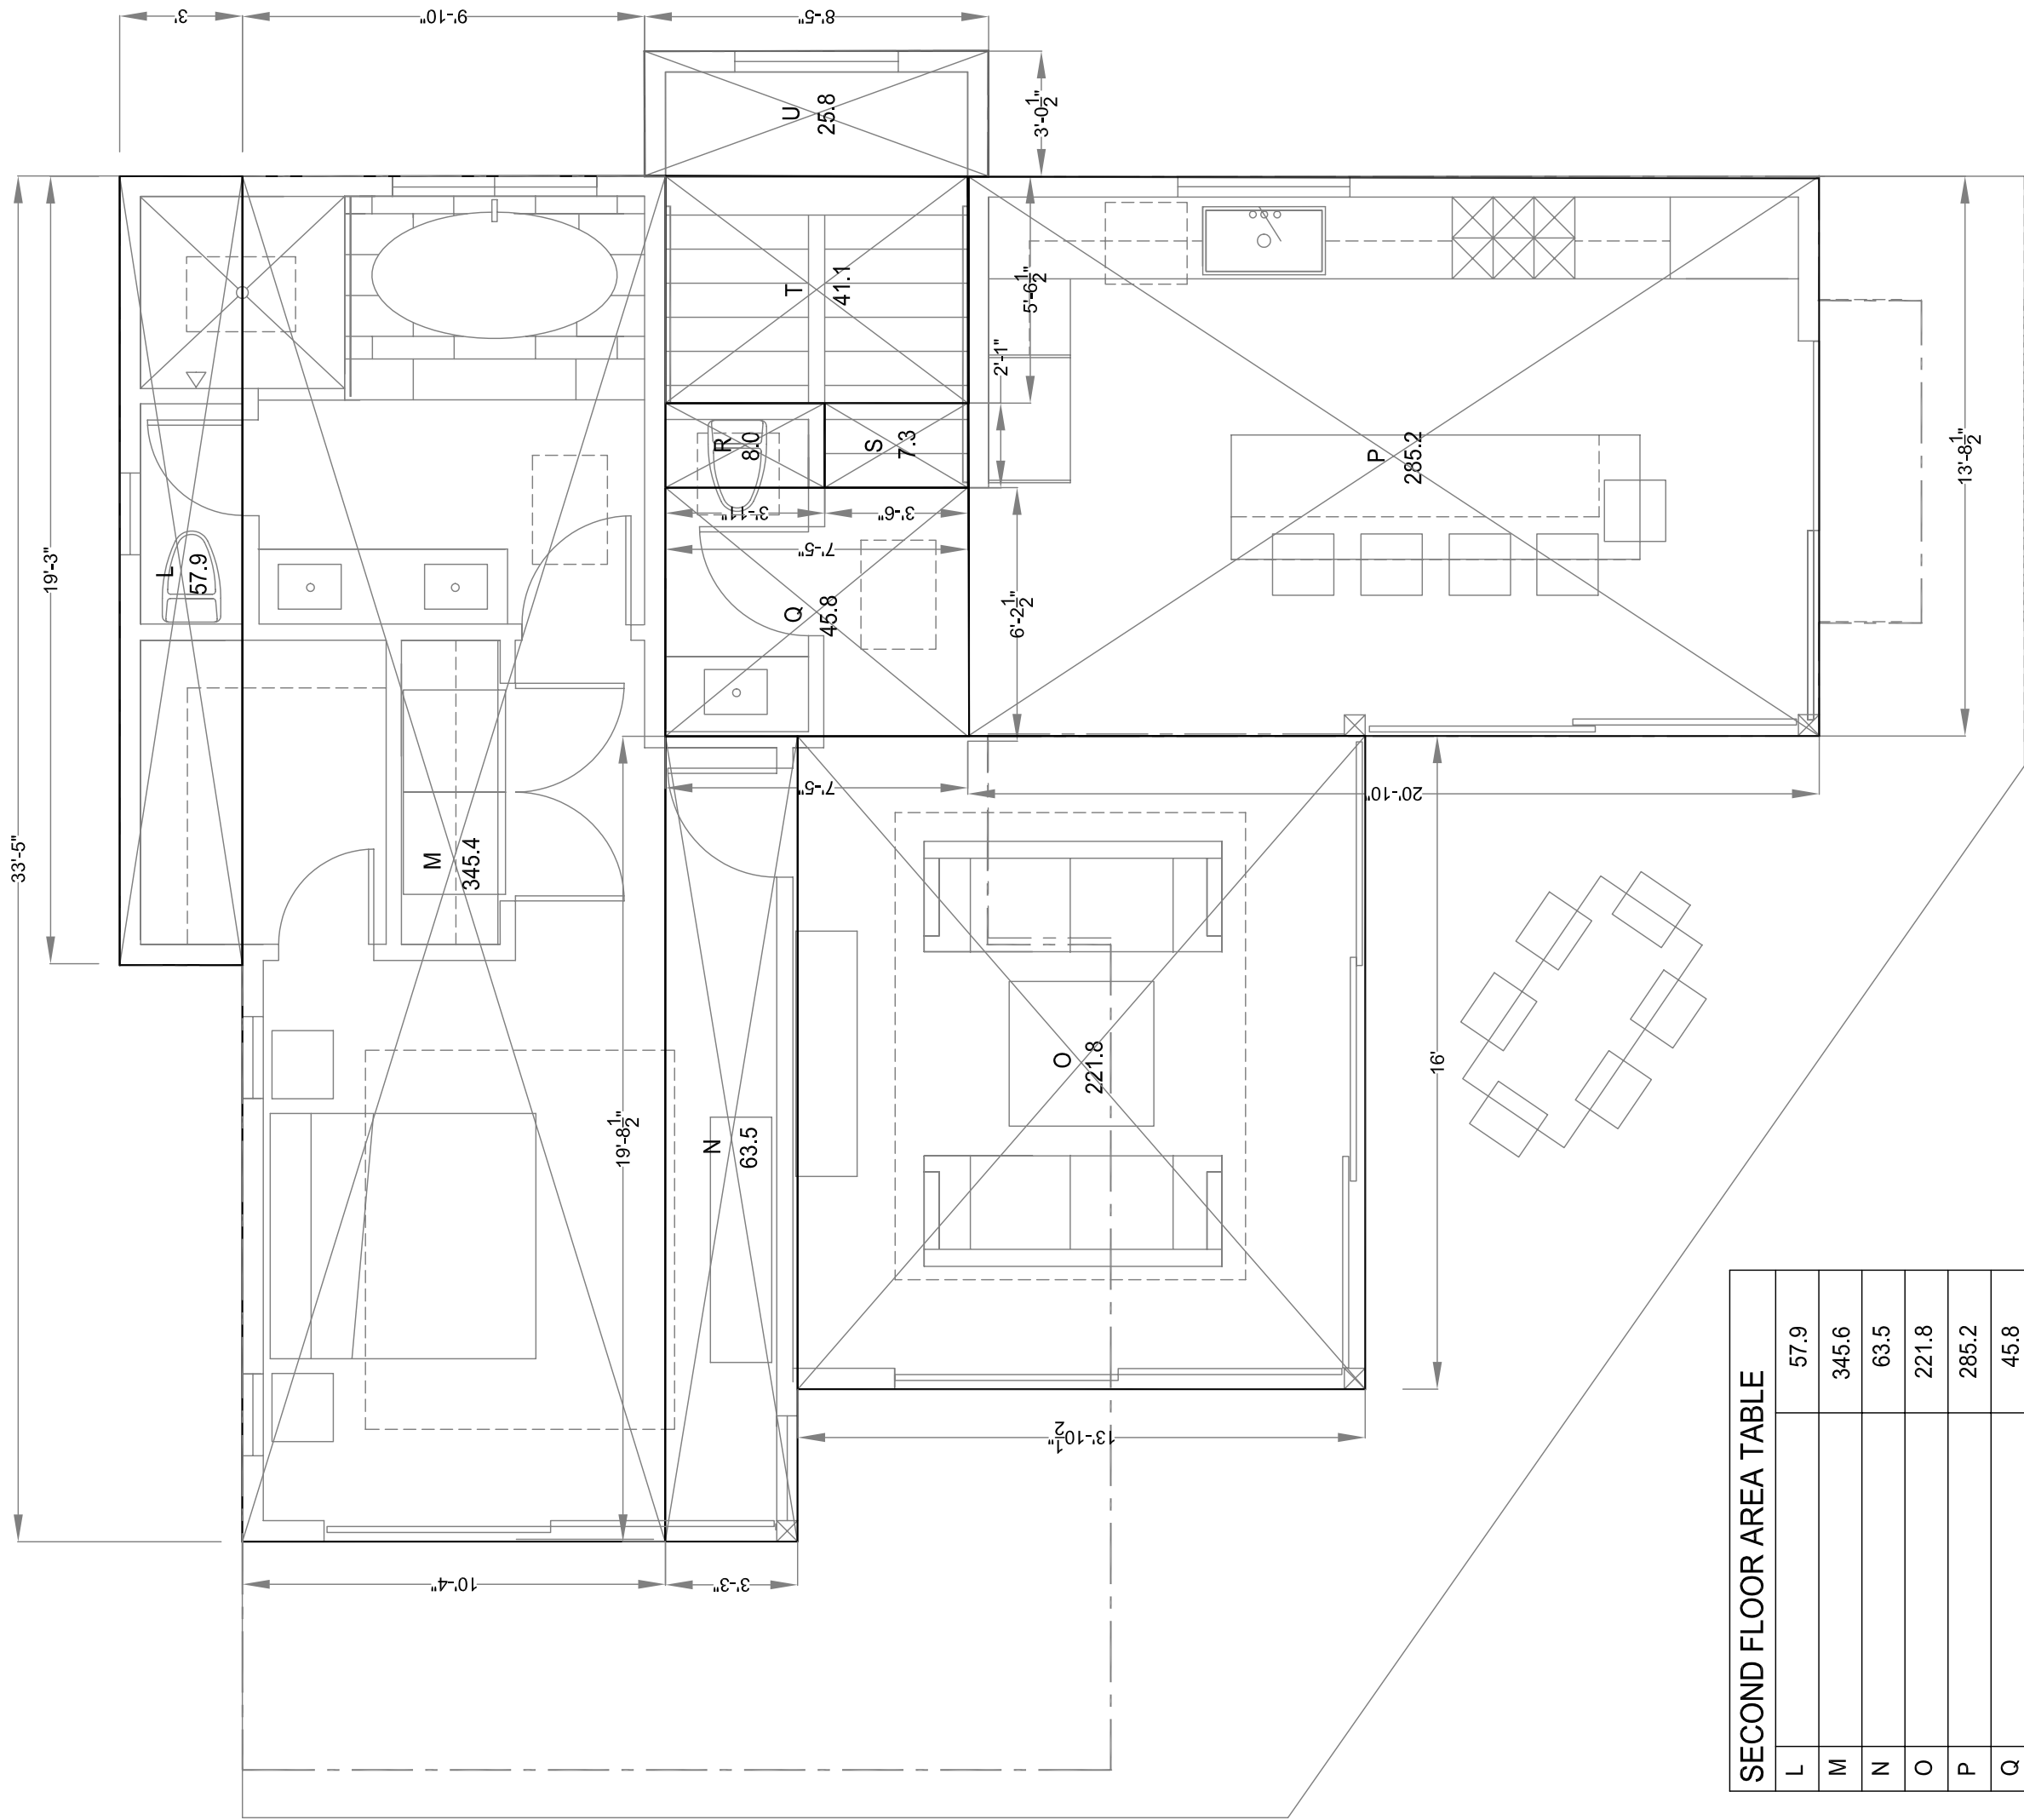 3'
9'-10"
8'-5"
33'-5"
19'-3"
U
25.8
3'-0 1/2"
T
41.1
5'-6 1/2"
2'-1"
R
8.0
S
7.3
3'-11"
3'-6"
7'-5"
L
57.9
Q
45.8
6'-2 1/2"
P
285.2
13'-8 1/2"
M
345.4
7'-5"
20'-10"
19'-8 1/2"
N
63.5
O
221.8
16'
13'-10 1/2"
10'-4"
3'-3"
SECOND FLOOR AREA TABLE
L 57.9
M 345.6
N 63.5
O 221.8
P 285.2
Q 45.8